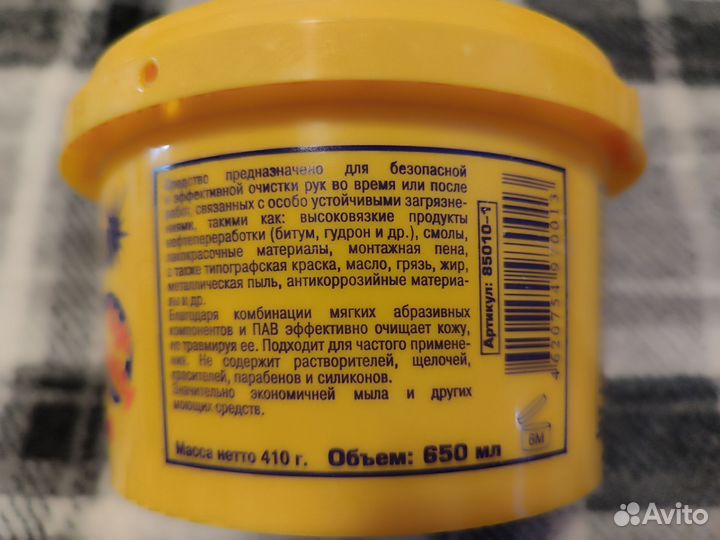 Средство предназначено для безопасной
и эффективной очистки рук во время или после
работ, связанных с особо устойчивыми загрязне-
ниями, такими как: высоковязкие продукты
нефтепереработки (битум, гудрон и др.), смолы,
лакокрасочные материалы, монтажная пена,
а также типографская краска, масло, грязь, жир,
металлическая пыль, антикоррозийные материа-
лы и др.
Благодаря комбинации мягких абразивных
компонентов и ПАВ эффективно очищает кожу,
не травмируя ее. Подходит для частого примене-
ния. Не содержит растворителей, щелочей,
красителей, парабенов и силиконов.
Значительно экономичней мыла и других
моющих средств.
Масса нетто 410 г. Объем: 650 мл
Артикул: 85010-1
6М
Avito